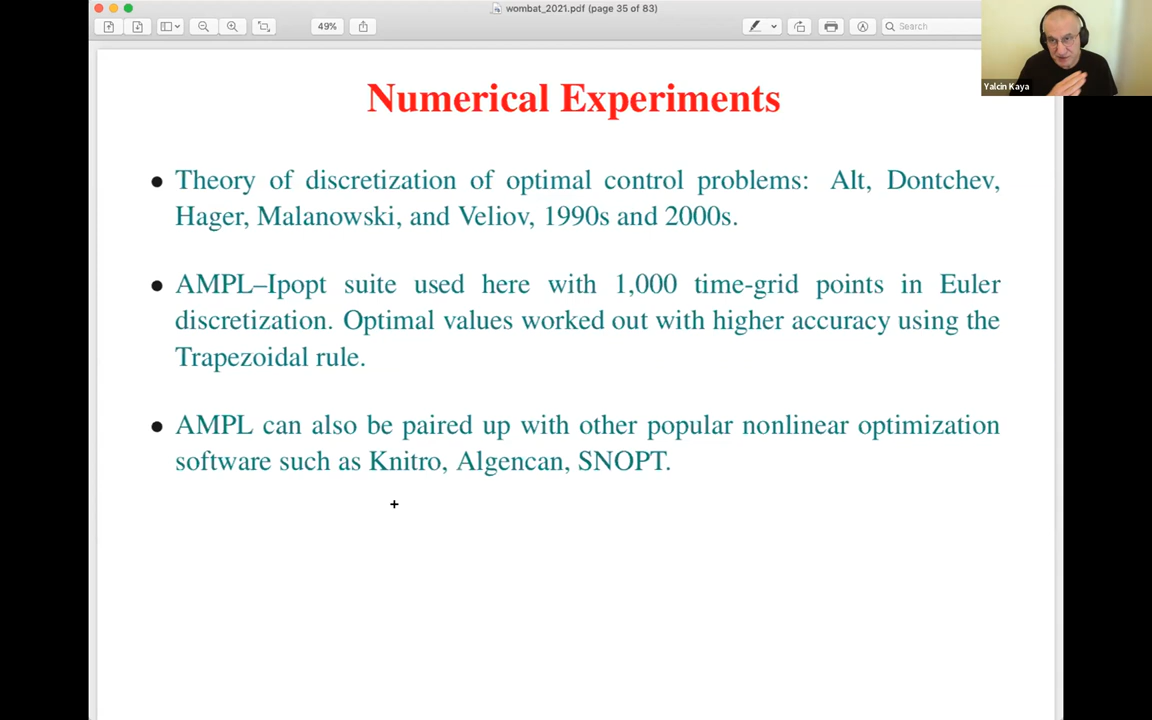 wombat_2021.pdf (page 35 of 83)
49%
Search
Yalcin Kaya
Numerical Experiments
• Theory of discretization of optimal control problems: Alt, Dontchev,
Hager, Malanowski, and Veliov, 1990s and 2000s.
• AMPL–Ipopt suite used here with 1,000 time-grid points in Euler
discretization. Optimal values worked out with higher accuracy using the
Trapezoidal rule.
• AMPL can also be paired up with other popular nonlinear optimization
software such as Knitro, Algencan, SNOPT.